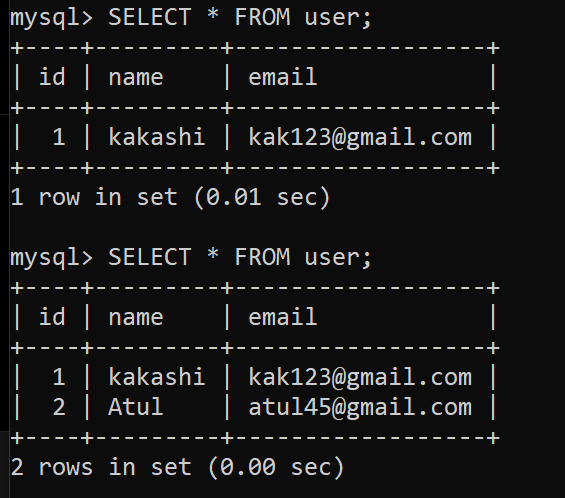 mysql> SELECT * FROM user;
+----+---------+------------------+
| id | name    | email            |
+----+---------+------------------+
|  1 | kakashi | kak123@gmail.com |
+----+---------+------------------+
1 row in set (0.01 sec)

mysql> SELECT * FROM user;
+----+---------+------------------+
| id | name    | email            |
+----+---------+------------------+
|  1 | kakashi | kak123@gmail.com |
|  2 | Atul    | atul45@gmail.com |
+----+---------+------------------+
2 rows in set (0.00 sec)